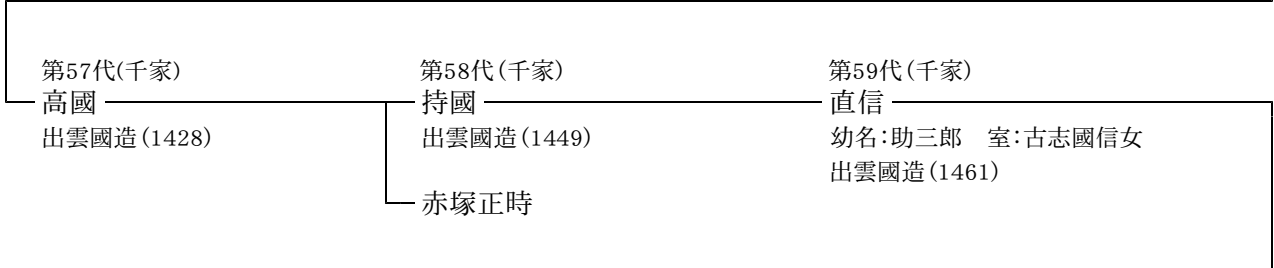 第57代(千家)
高國
出雲國造(1428)
第58代(千家)
持國
出雲國造(1449)
赤塚正時
第59代(千家)
直信
幼名:助三郎　室:古志國信女
出雲國造(1461)